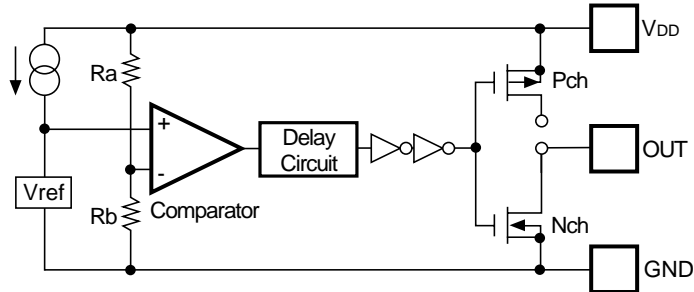 VDD
Ra
Pch
+
Delay
Circuit
OUT
-
Vref
Rb
Comparator
Nch
GND